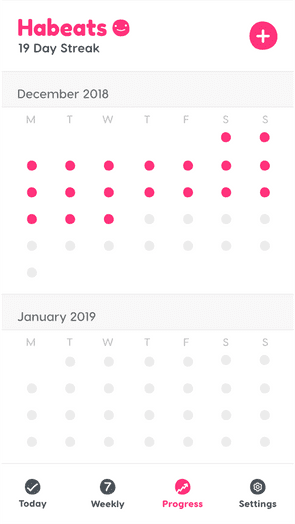 Habeats
19 Day Streak
December 2018
M T W T F S S
January 2019
M T W T F S S
7
Today Weekly Progress Settings